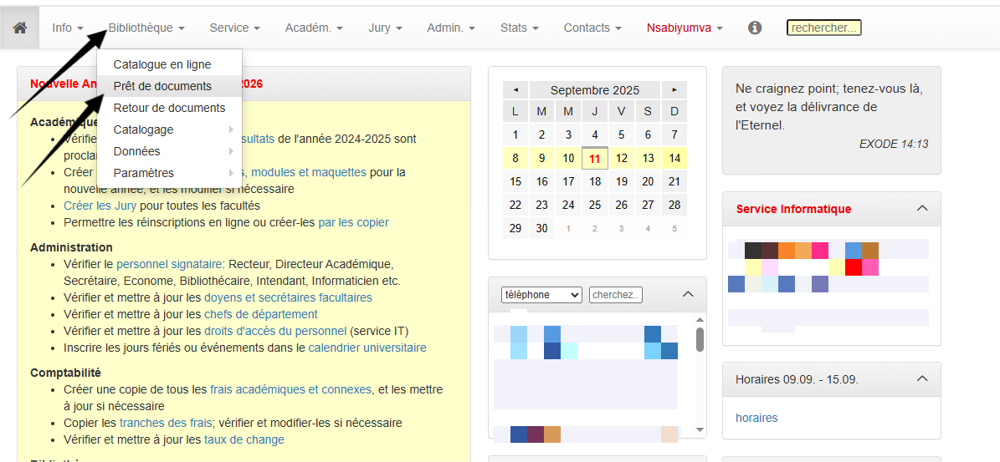 Info
Bibliothèque
Service
Académ.
Jury
Admin.
Stats
Contacts
Nsabiyumva
rechercher...
Catalogue en ligne
Prêt de documents
Retour de documents
Catalogage
Données
Paramètres
Nouvelle An 2026
Académique
Vérifie sultats de l'année 2024-2025 sont
procla
Créer s, modules et maquettes pour la
nouvelle année, et les modifier si nécessaire
Créer les Jury pour toutes les facultés
Permettre les réinscriptions en ligne ou créer-les par les copier
Administration
Vérifier le personnel signataire: Recteur, Directeur Académique,
Secrétaire, Econome, Bibliothécaire, Intendant, Informaticien etc.
Vérifier et mettre à jour les doyens et secrétaires facultaires
Vérifier et mettre à jour les chefs de département
Vérifier et mettre à jour les droits d'accès du personnel (service IT)
Inscrire les jours fériés ou événements dans le calendrier universitaire
Comptabilité
Créer une copie de tous les frais académiques et connexes, et les mettre
à jour si nécessaire
Copier les tranches des frais; vérifier et modifier-les si nécessaire
Vérifier et mettre à jour les taux de change
Septembre 2025
L M M J V S D
1 2 3 4 5 6 7
8 9 10 11 12 13 14
15 16 17 18 19 20 21
22 23 24 25 26 27 28
29 30 1 2 3 4 5
téléphone
cherchez..
Ne craignez point; tenez-vous là,
et voyez la délivrance de
l'Eternel.
EXODE 14:13
Service Informatique
Horaires 09.09. - 15.09.
horaires